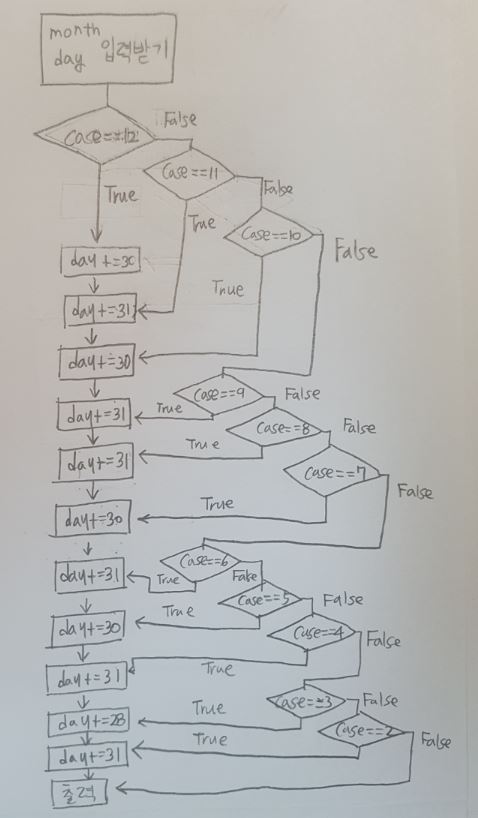 month
day 입력받기
Case==12
False
True
Case==11
False
True
Case==10
False
True
day+=30
day+=31
day+=30
Case==9
False
True
day+=31
Case==8
False
True
day+=31
Case==7
False
True
day+=30
Case==6
False
True
day+=31
Case==5
False
True
day+=30
Case==4
False
True
day+=31
Case==3
False
True
day+=28
Case==2
False
True
day+=31
출력